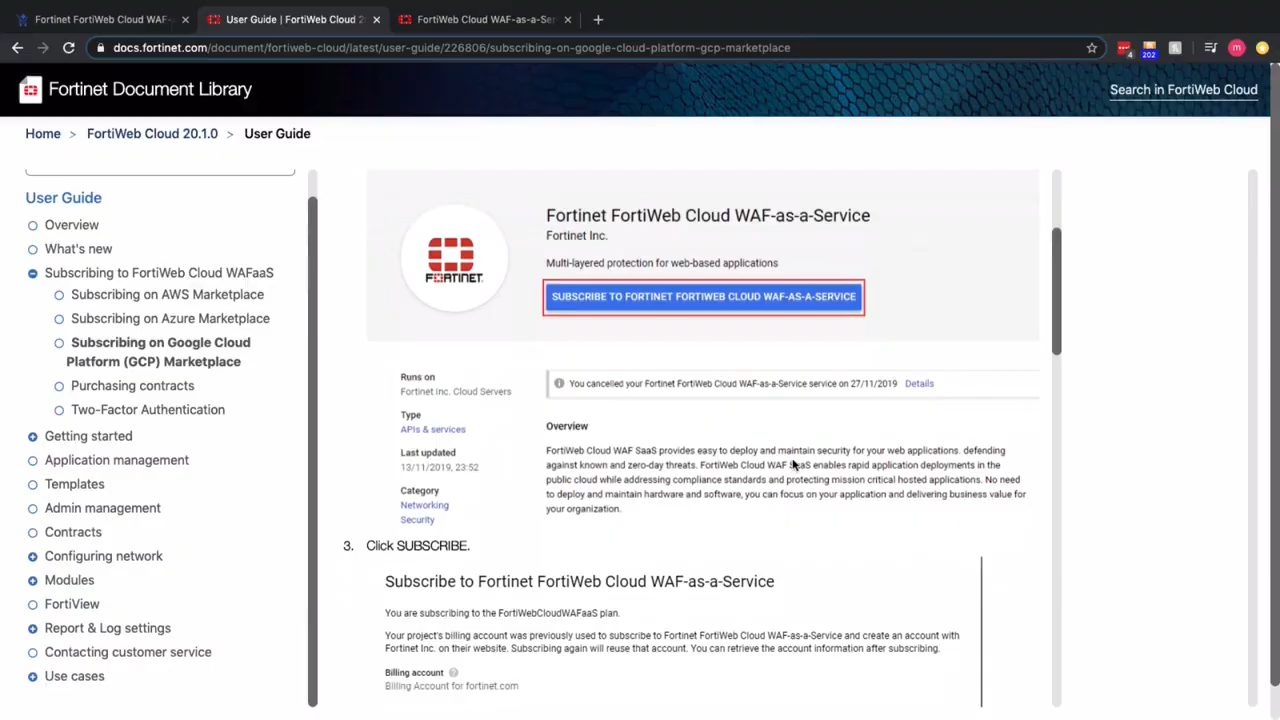 Fortinet FortiWeb Cloud WAF-
User Guide | FortiWeb Cloud 2
FortiWeb Cloud WAF-as-a-Ser
docs.fortinet.com/document/fortiweb-cloud/latest/user-guide/226806/subscribing-on-google-cloud-platform-gcp-marketplace
4
202
m
Fortinet Document Library
Search in FortiWeb Cloud
Home > FortiWeb Cloud 20.1.0 > User Guide
User Guide
Overview
What's new
Subscribing to FortiWeb Cloud WAFaaS
Subscribing on AWS Marketplace
Subscribing on Azure Marketplace
Subscribing on Google Cloud
Platform (GCP) Marketplace
Purchasing contracts
Two-Factor Authentication
Getting started
Application management
Templates
Admin management
Contracts
Configuring network
Modules
FortiView
Report & Log settings
Contacting customer service
Use cases
FORTINET
Fortinet FortiWeb Cloud WAF-as-a-Service
Fortinet Inc.
Multi-layered protection for web-based applications
SUBSCRIBE TO FORTINET FORTIWEB CLOUD WAF-AS-A-SERVICE
Runs on
Fortinet Inc. Cloud Servers
Type
APIs & services
Last updated
13/11/2019, 23:52
Category
Networking
Security
You cancelled your Fortinet FortiWeb Cloud WAF-as-a-Service service on 27/11/2019 Details
Overview
FortiWeb Cloud WAF SaaS provides easy to deploy and maintain security for your web applications. defending
against known and zero-day threats. FortiWeb Cloud WAF SaaS enables rapid application deployments in the
public cloud while addressing compliance standards and protecting mission critical hosted applications. No need
to deploy and maintain hardware and software, you can focus on your application and delivering business value for
your organization.
3. Click SUBSCRIBE.
Subscribe to Fortinet FortiWeb Cloud WAF-as-a-Service
You are subscribing to the FortiWebCloudWAFaaS plan.
Your project's billing account was previously used to subscribe to Fortinet FortiWeb Cloud WAF-as-a-Service and create an account with
Fortinet Inc. on their website. Subscribing again will reuse that account. You can retrieve the account information after subscribing.
Billing account
Billing Account for fortinet.com